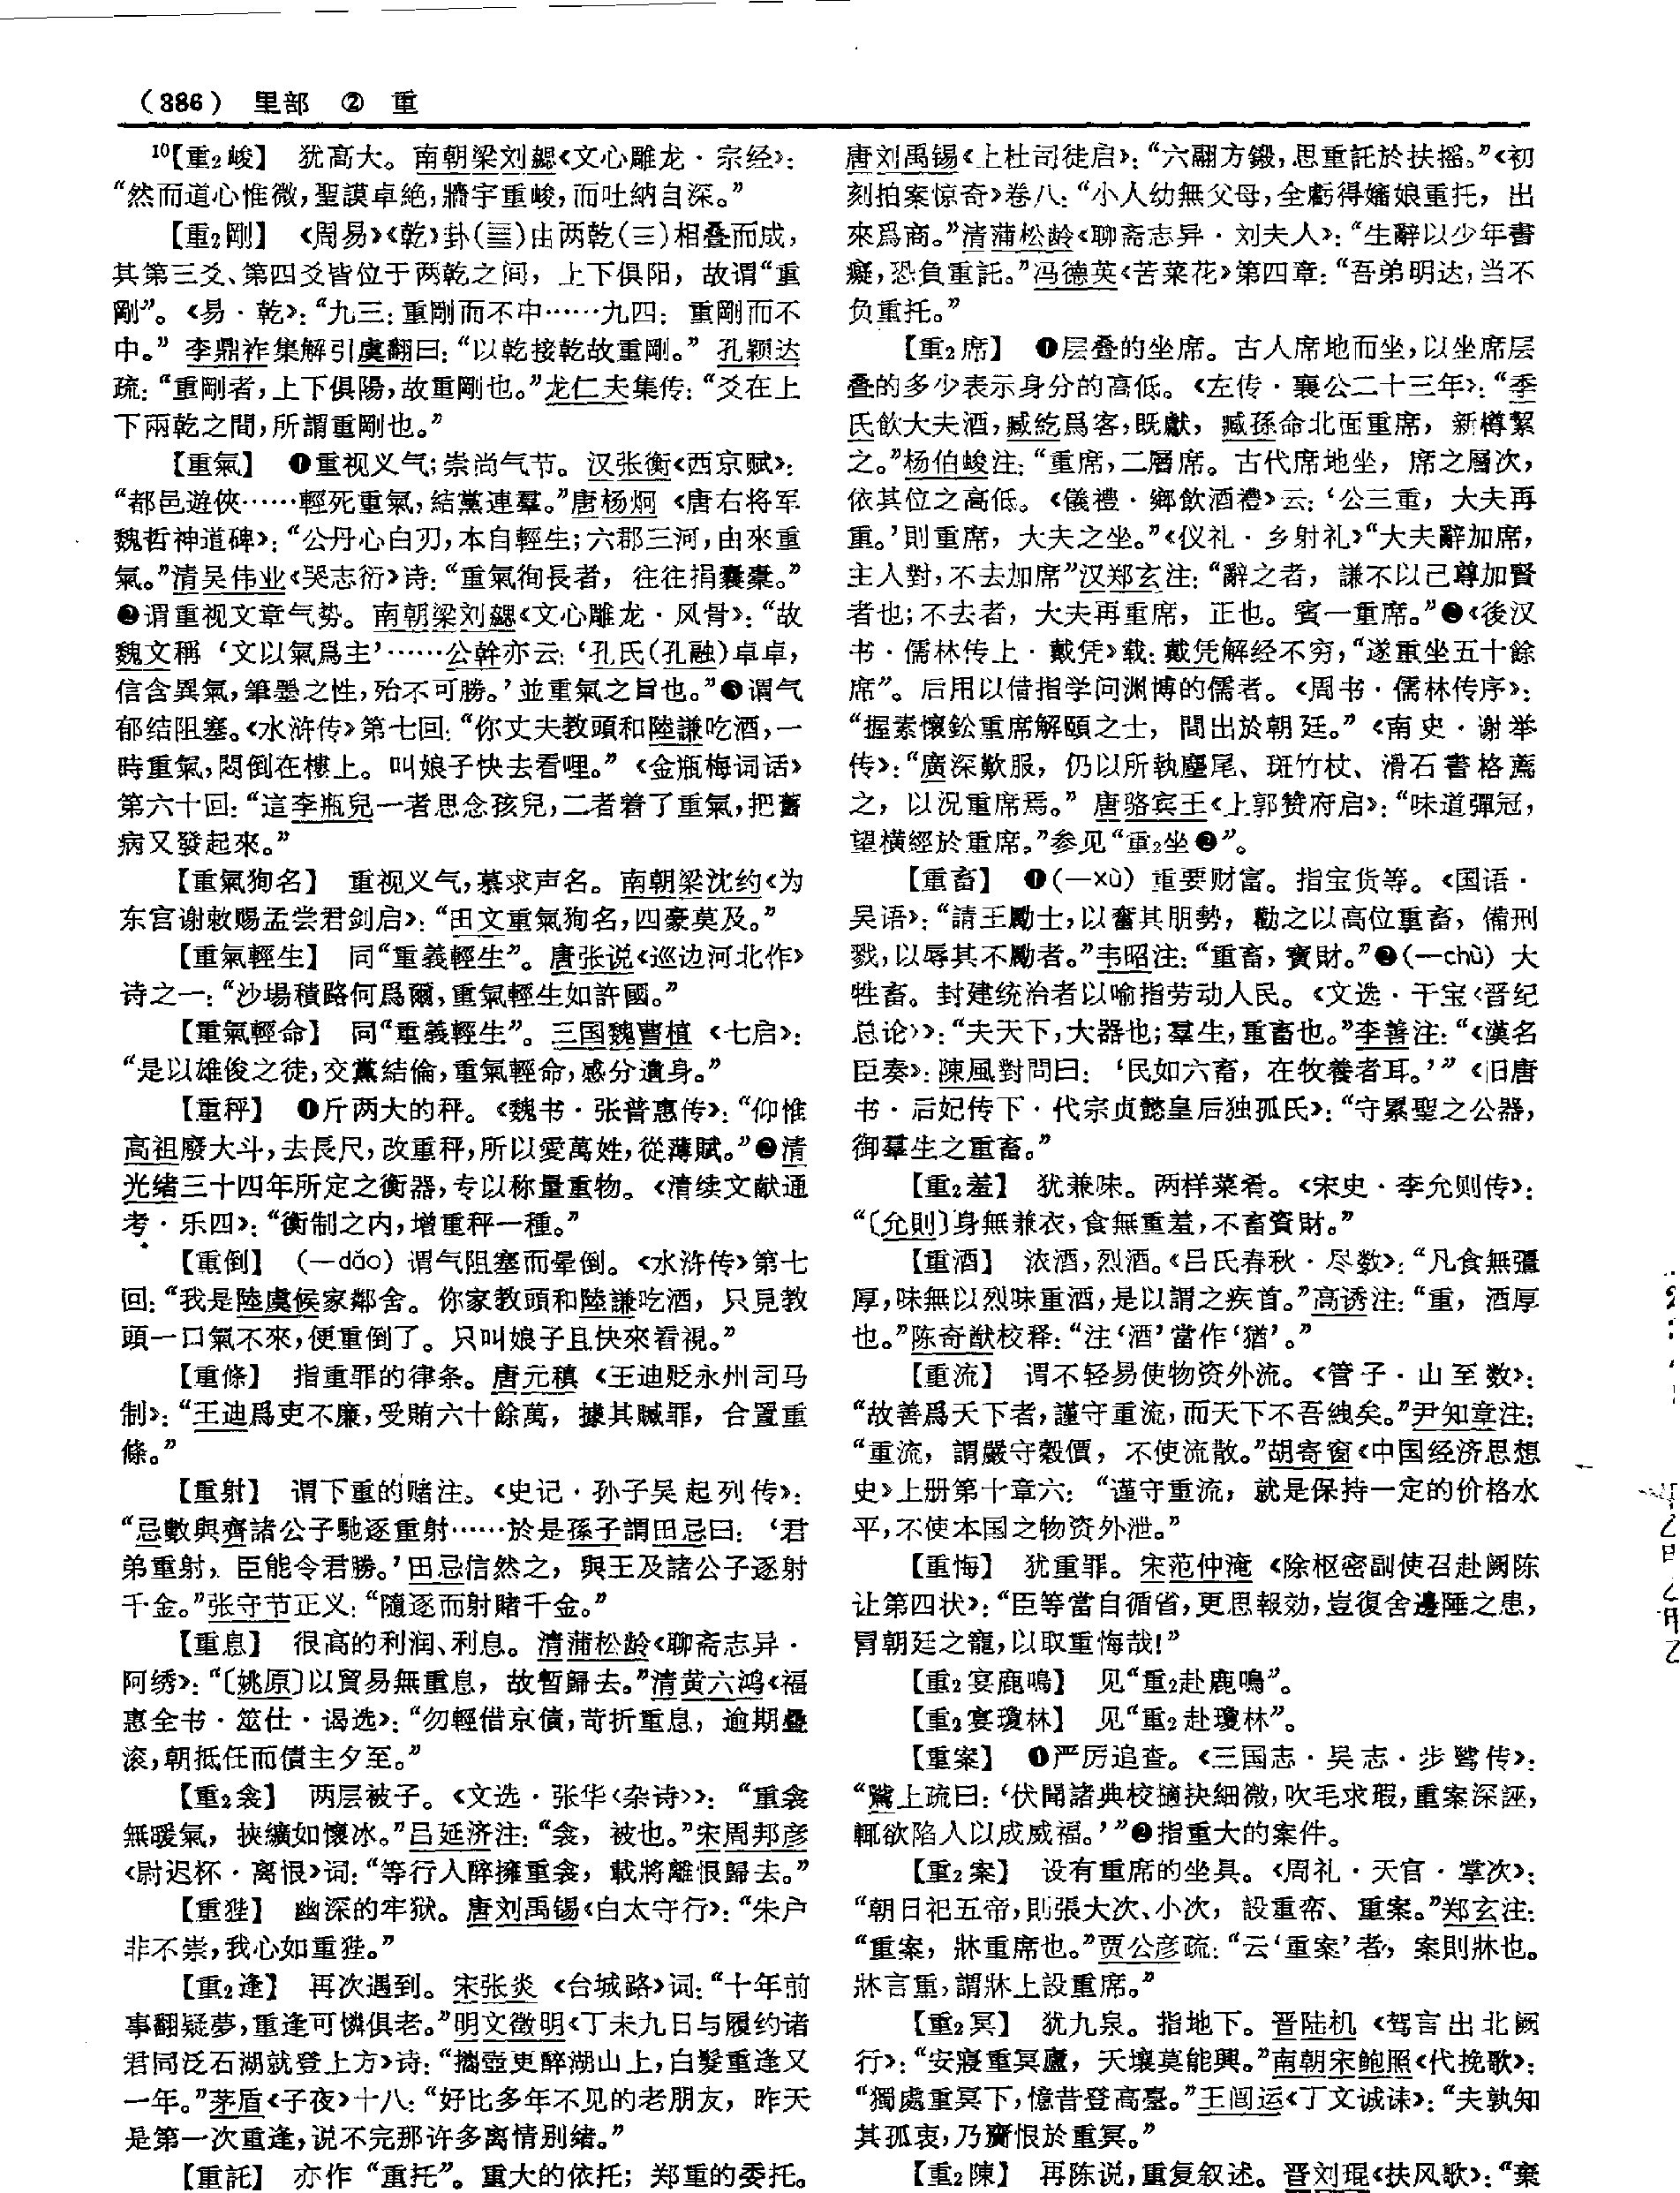 （386） 里部 ② 重
¹⁰【重₂峻】 犹高大。南朝梁刘勰《文心雕龙·宗经》：
“然而道心惟微，聖謨卓絶，牆宇重峻，而吐納自深。”
【重₂剛】 《周易》《乾》卦（䷀）由两乾（☰）相叠而成，
其第三爻、第四爻皆位于两乾之间，上下俱阳，故谓“重
剛”。《易·乾》：“九三：重剛而不中……九四：重剛而不
中。”李鼎祚集解引虞翻曰：“以乾接乾故重剛。”孔颖达
疏：“重剛者，上下俱陽，故重剛也。”龙仁夫集传：“爻在上
下兩乾之間，所謂重剛也。”
【重氣】 ❶重视义气；崇尚气节。汉张衡《西京赋》：
“都邑遊俠……輕死重氣，結黨連羣。”唐杨炯《唐右将军
魏哲神道碑》：“公丹心白刃，本自輕生；六郡三河，由來重
氣。”清吴伟业《哭志衍》诗：“重氣徇長者，往往捐囊橐。”
❷谓重视文章气势。南朝梁刘勰《文心雕龙·风骨》：“故
魏文稱‘文以氣爲主’……公幹亦云：‘孔氏（孔融）卓卓，
信含異氣，筆墨之性，殆不可勝。’並重氣之旨也。”❸谓气
郁结阻塞。《水浒传》第七回：“你丈夫教頭和陸謙吃酒，一
時重氣，悶倒在樓上。叫娘子快去看哩。”《金瓶梅词话》
第六十回：“這李瓶兒一者思念孩兒，二者着了重氣，把舊
病又發起來。”
【重氣狥名】 重视义气，慕求声名。南朝梁沈约《为
东宫谢敕赐孟尝君剑启》：“田文重氣狥名，四豪莫及。”
【重氣輕生】 同“重義輕生”。唐张说《巡边河北作》
诗之一：“沙場磧路何爲爾，重氣輕生如許國。”
【重氣輕命】 同“重義輕生”。三国魏曹植《七启》：
“是以雄俊之徒，交黨結倫，重氣輕命，感分遺身。”
【重秤】 ❶斤两大的秤。《魏书·张普惠传》：“仰惟
高祖廢大斗，去長尺，改重秤，所以愛萬姓，從薄賦。”❷清
光绪三十四年所定之衡器，专以称量重物。《清续文献通
考·乐四》：“衡制之内，增重秤一種。”
【重倒】 （—dǎo）谓气阻塞而晕倒。《水浒传》第七
回：“我是陸虞候家鄰舍。你家教頭和陸謙吃酒，只見教
頭一口氣不來，便重倒了。只叫娘子且快來看視。”
【重條】 指重罪的律条。唐元稹《王迪贬永州司马
制》：“王迪爲吏不廉，受賄六十餘萬，據其贓罪，合置重
條。”
【重射】 谓下重的赌注。《史记·孙子吴起列传》：
“忌數與齊諸公子馳逐重射……於是孫子謂田忌曰：‘君
弟重射，臣能令君勝。’田忌信然之，與王及諸公子逐射
千金。”张守节正义：“隨逐而射賭千金。”
【重息】 很高的利润、利息。清蒲松龄《聊斋志异·
阿绣》：“〔姚原〕以貿易無重息，故暫歸去。”清黄六鸿《福
惠全书·筮仕·谒选》：“勿輕借京債，苛折重息，逾期疊
滚，朝抵任而債主夕至。”
【重₂衾】 两层被子。《文选·张华〈杂诗〉》：“重衾
無暖氣，挾纊如懷冰。”吕延济注：“衾，被也。”宋周邦彦
《尉迟杯·离恨》词：“等行人醉擁重衾，載將離恨歸去。”
【重狴】 幽深的牢狱。唐刘禹锡《白太守行》：“朱户
非不崇，我心如重狴。”
【重₂逢】 再次遇到。宋张炎《台城路》词：“十年前
事翻疑夢，重逢可憐俱老。”明文徵明《丁未九日与履约诸
君同泛石湖就登上方》诗：“攜壺更醉湖山上，白髮重逢又
一年。”茅盾《子夜》十八：“好比多年不见的老朋友，昨天
是第一次重逢，说不完那许多离情别绪。”
【重託】 亦作“重托”。重大的依托；郑重的委托。
唐刘禹锡《上杜司徒启》：“六翮方鎩，思重託於扶摇。”《初
刻拍案惊奇》卷八：“小人幼無父母，全虧得嬸娘重托，出
來爲商。”清蒲松龄《聊斋志异·刘夫人》：“生辭以少年書
癡，恐負重託。”冯德英《苦菜花》第四章：“吾弟明达，当不
负重托。”
【重₂席】 ❶层叠的坐席。古人席地而坐，以坐席层
叠的多少表示身分的高低。《左传·襄公二十三年》：“季
氏飲大夫酒，臧紇爲客，既獻，臧孫命北面重席，新樽絜
之。”杨伯峻注：“重席，二層席。古代席地坐，席之層次，
依其位之高低。《儀禮·鄉飲酒禮》云：‘公三重，大夫再
重。’則重席，大夫之坐。”《仪礼·乡射礼》“大夫辭加席，
主人對，不去加席”汉郑玄注：“辭之者，謙不以己尊加賢
者也；不去者，大夫再重席，正也。賓一重席。”❷《後汉
书·儒林传上·戴凭》载：戴凭解经不穷，“遂重坐五十餘
席”。后用以借指学问渊博的儒者。《周书·儒林传序》：
“握素懷鈆重席解頤之士，間出於朝廷。”《南史·谢举
传》：“廣深歎服，仍以所執麈尾、斑竹杖、滑石書格薦
之，以況重席焉。”唐骆宾王《上郭赞府启》：“味道彈冠，
望横經於重席。”参见“重₂坐❷”。
【重畜】 ❶（—xù）重要财富。指宝货等。《国语·
吴语》：“請王勵士，以奮其朋勢，勸之以高位重畜，備刑
戮，以辱其不勵者。”韦昭注：“重畜，寶財。”❷（—chù）大
牲畜。封建统治者以喻指劳动人民。《文选·干宝〈晋纪
总论〉》：“夫天下，大器也；羣生，重畜也。”李善注：“《漢名
臣奏》：陳風對問曰：‘民如六畜，在牧養者耳。’”《旧唐
书·后妃传下·代宗贞懿皇后独孤氏》：“守累聖之公器，
御羣生之重畜。”
【重₂羞】 犹兼味。两样菜肴。《宋史·李允则传》：
“〔允則〕身無兼衣，食無重羞，不畜資財。”
【重酒】 浓酒，烈酒。《吕氏春秋·尽数》：“凡食無彊
厚，味無以烈味重酒，是以謂之疾首。”高诱注：“重，酒厚
也。”陈奇猷校释：“注‘酒’當作‘猶’。”
【重流】 谓不轻易使物资外流。《管子·山至数》：
“故善爲天下者，謹守重流，而天下不吾洩矣。”尹知章注：
“重流，謂嚴守穀價，不使流散。”胡寄窗《中国经济思想
史》上册第十章六：“谨守重流，就是保持一定的价格水
平，不使本国之物资外泄。”
【重悔】 犹重罪。宋范仲淹《除枢密副使召赴阙陈
让第四状》：“臣等當自循省，更思報効，豈復舍邊陲之患，
冒朝廷之寵，以取重悔哉！”
【重₂宴鹿鳴】 见“重₂赴鹿鳴”。
【重₂宴瓊林】 见“重₂赴瓊林”。
【重案】 ❶严厉追查。《三国志·吴志·步骘传》：
“騭上疏曰：‘伏聞諸典校擿抉細微，吹毛求瑕，重案深誣，
輒欲陷人以成威福。’”❷指重大的案件。
【重₂案】 设有重席的坐具。《周礼·天官·掌次》：
“朝日祀五帝，則張大次、小次，設重帟、重案。”郑玄注：
“重案，牀重席也。”贾公彦疏：“云‘重案’者，案則牀也。
牀言重，謂牀上設重席。”
【重₂冥】 犹九泉。指地下。晋陆机《驾言出北阙
行》：“安寢重冥廬，天壤莫能興。”南朝宋鲍照《代挽歌》：
“獨處重冥下，憶昔登高臺。”王闿运《丁文诚诔》：“夫孰知
其孤衷，乃齎恨於重冥。”
【重₂陳】 再陈说，重复叙述。晋刘琨《扶风歌》：“棄